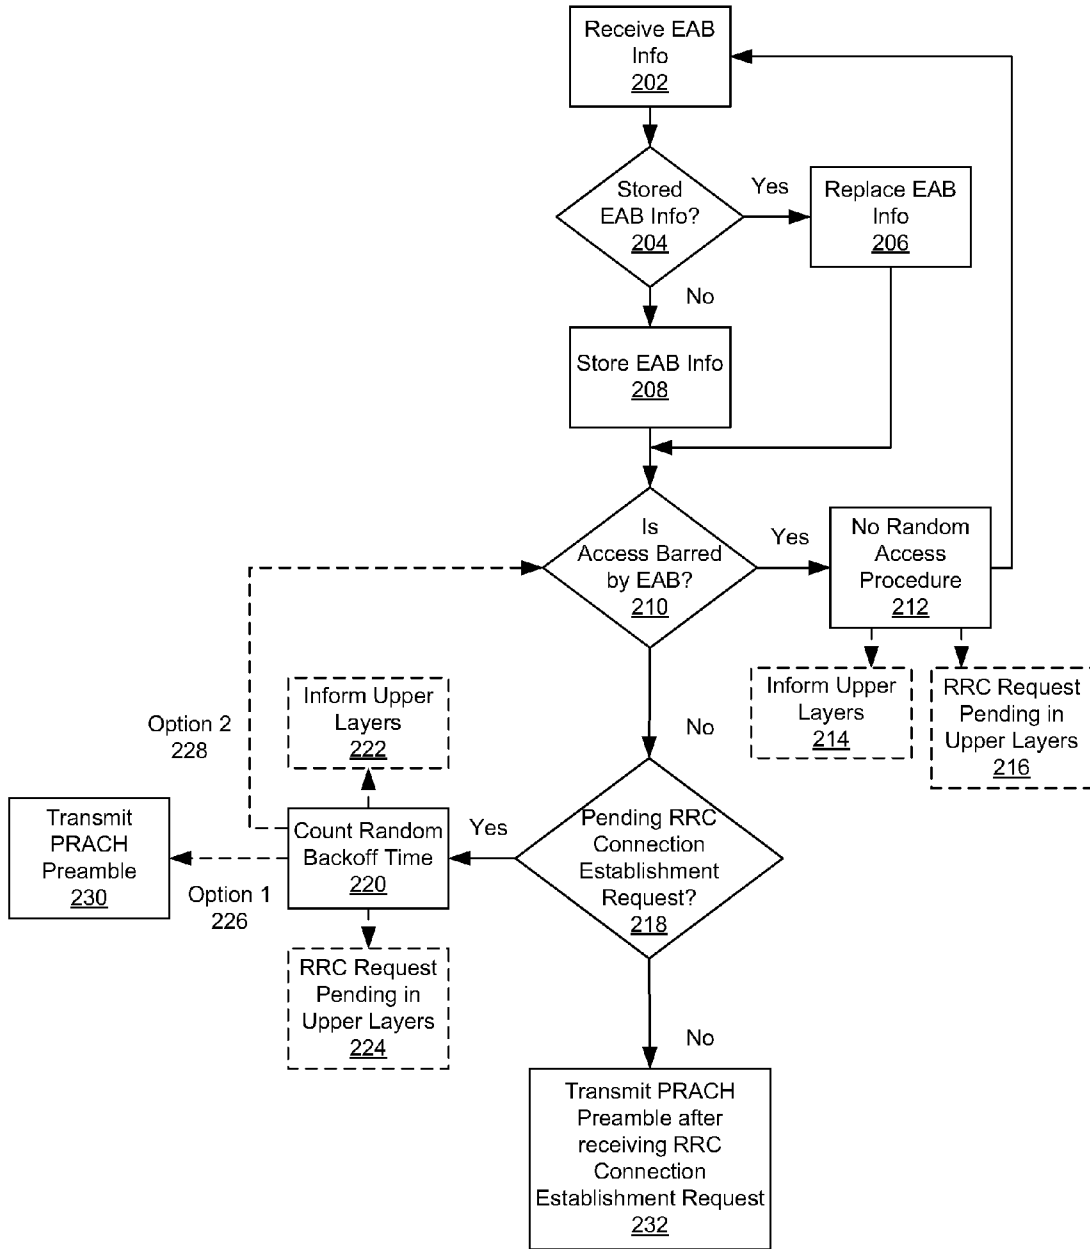 Receive EAB
Info
202
Stored
EAB Info?
204
Yes
Replace EAB
Info
206
No
Store EAB Info
208
Is
Access Barred
by EAB?
210
Yes
No Random
Access
Procedure
212
Inform Upper
Layers
214
RRC Request
Pending in
Upper Layers
216
No
Option 2
228
Inform Upper
Layers
222
Transmit
PRACH
Preamble
230
Option 1
226
Count Random
Backoff Time
220
Yes
Pending RRC
Connection
Establishment
Request?
218
RRC Request
Pending in
Upper Layers
224
No
Transmit PRACH
Preamble after
receiving RRC
Connection
Establishment Request
232